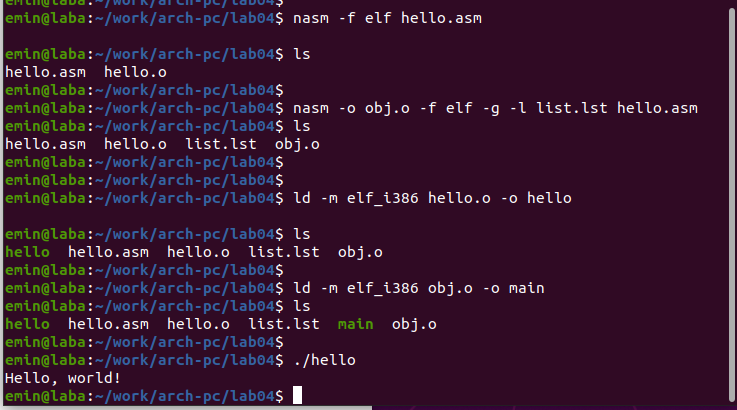 emin@laba:~/work/arch-pc/lab04$
emin@laba:~/work/arch-pc/lab04$ nasm -f elf hello.asm
emin@laba:~/work/arch-pc/lab04$ ls
hello.asm  hello.o
emin@laba:~/work/arch-pc/lab04$
emin@laba:~/work/arch-pc/lab04$ nasm -o obj.o -f elf -g -l list.lst hello.asm
emin@laba:~/work/arch-pc/lab04$ ls
hello.asm  hello.o  list.lst  obj.o
emin@laba:~/work/arch-pc/lab04$
emin@laba:~/work/arch-pc/lab04$
emin@laba:~/work/arch-pc/lab04$ ld -m elf_i386 hello.o -o hello
emin@laba:~/work/arch-pc/lab04$ ls
hello  hello.asm  hello.o  list.lst  obj.o
emin@laba:~/work/arch-pc/lab04$
emin@laba:~/work/arch-pc/lab04$ ld -m elf_i386 obj.o -o main
emin@laba:~/work/arch-pc/lab04$ ls
hello  hello.asm  hello.o  list.lst  main  obj.o
emin@laba:~/work/arch-pc/lab04$
emin@laba:~/work/arch-pc/lab04$ ./hello
Hello, world!
emin@laba:~/work/arch-pc/lab04$